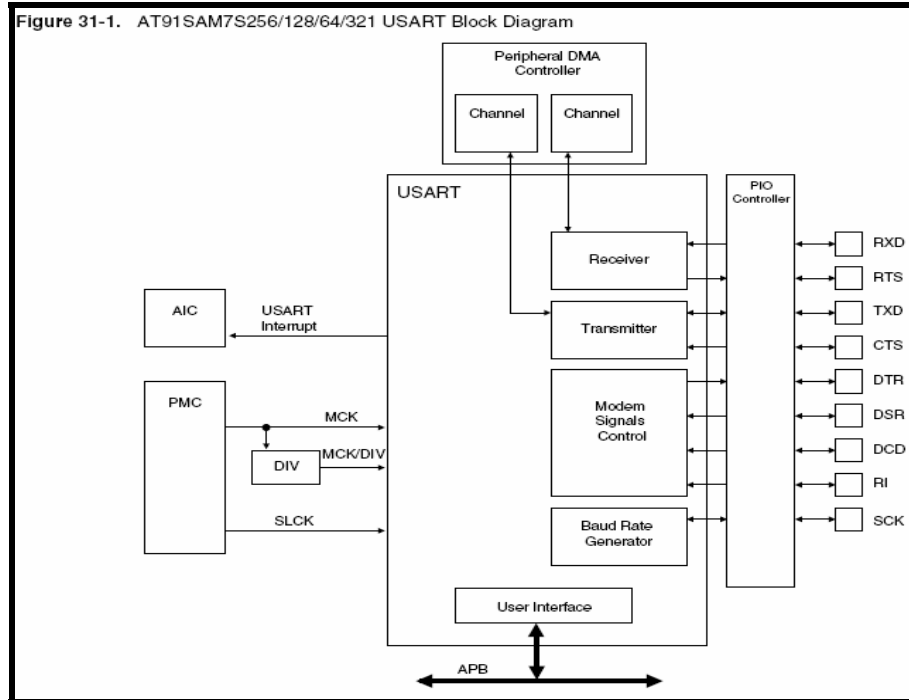 Figure 31-1. AT91SAM7S256/128/64/321 USART Block Diagram
Peripheral DMA
Controller
Channel
Channel
USART
PIO
Controller
Receiver
RXD
RTS
AIC
USART
Interrupt
Transmitter
TXD
CTS
PMC
MCK
DIV
MCK/DIV
SLCK
Modem
Signals
Control
DTR
DSR
DCD
RI
Baud Rate
Generator
SCK
User Interface
APB